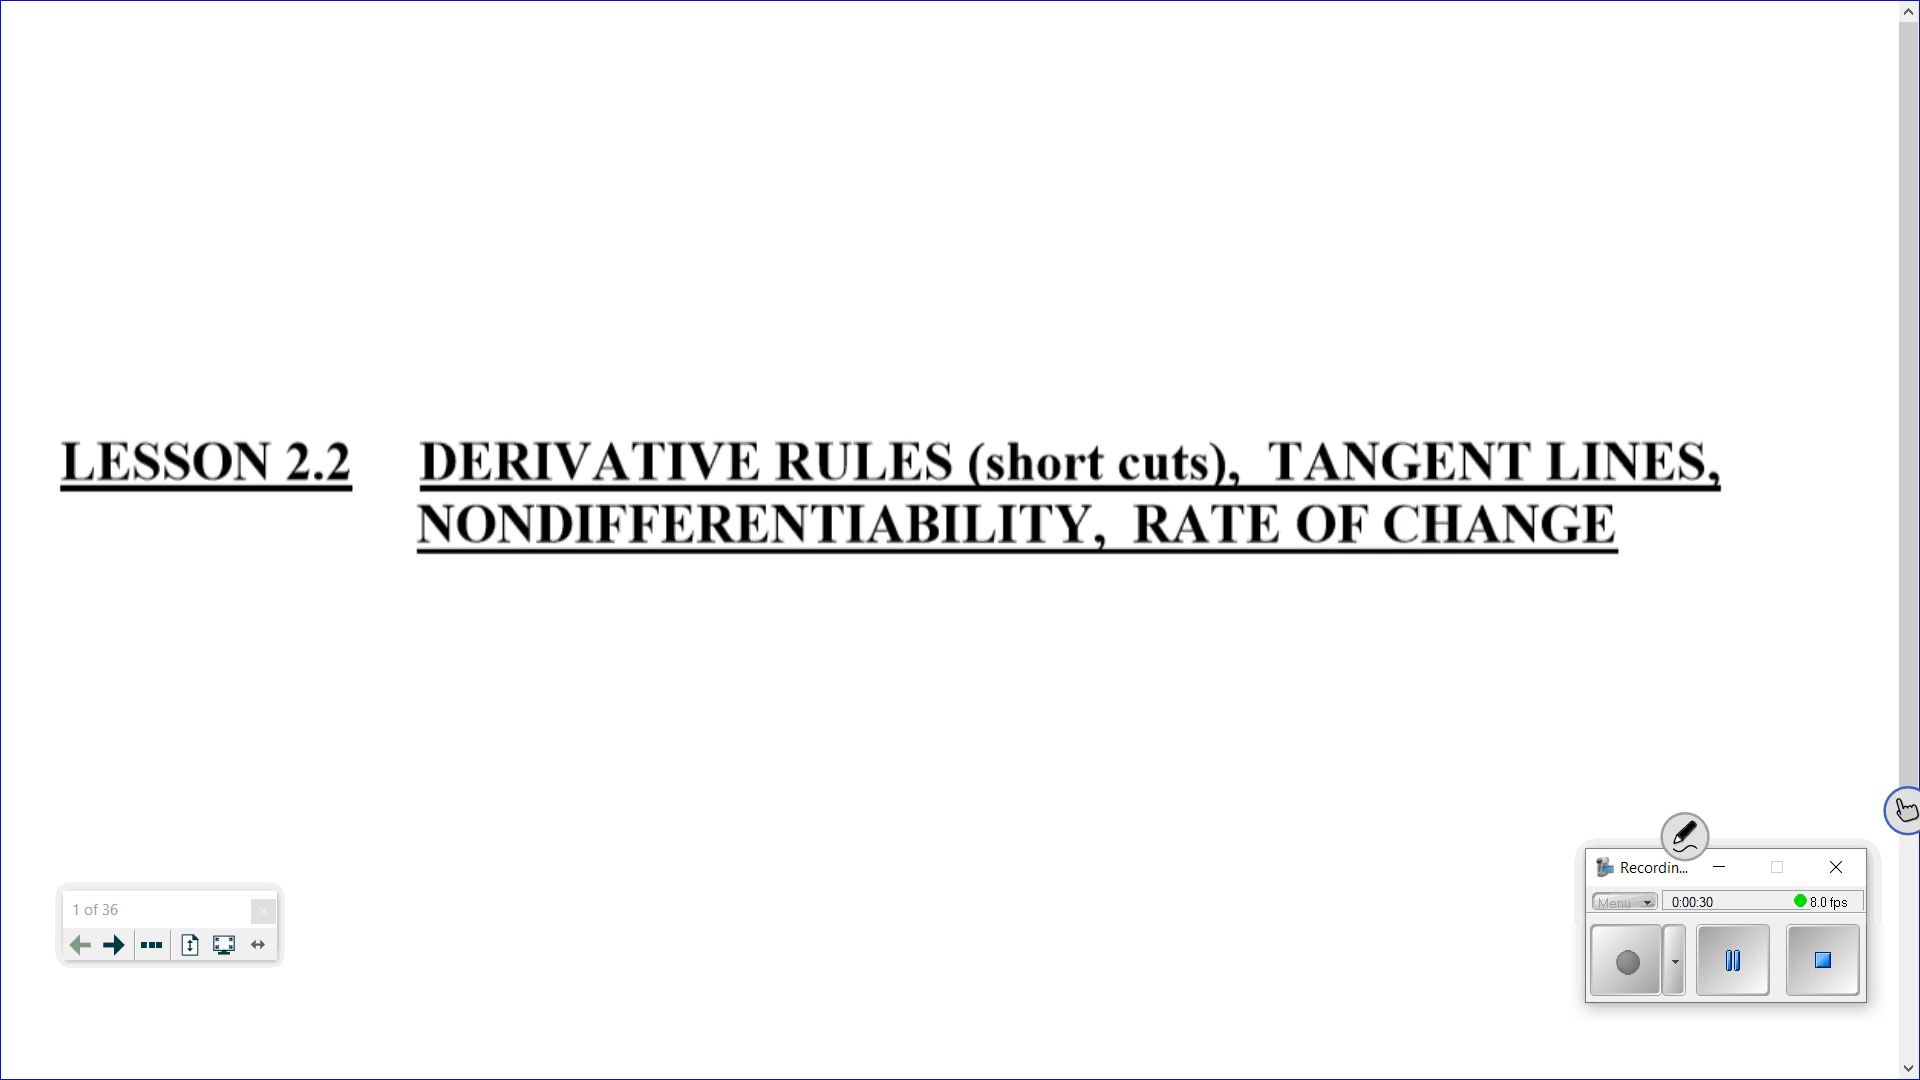 LESSON 2.2 DERIVATIVE RULES (short cuts), TANGENT LINES,
NONDIFFERENTIABILITY, RATE OF CHANGE
1 of 36
Recordin...
Menu 0:00:30 8.0 fps